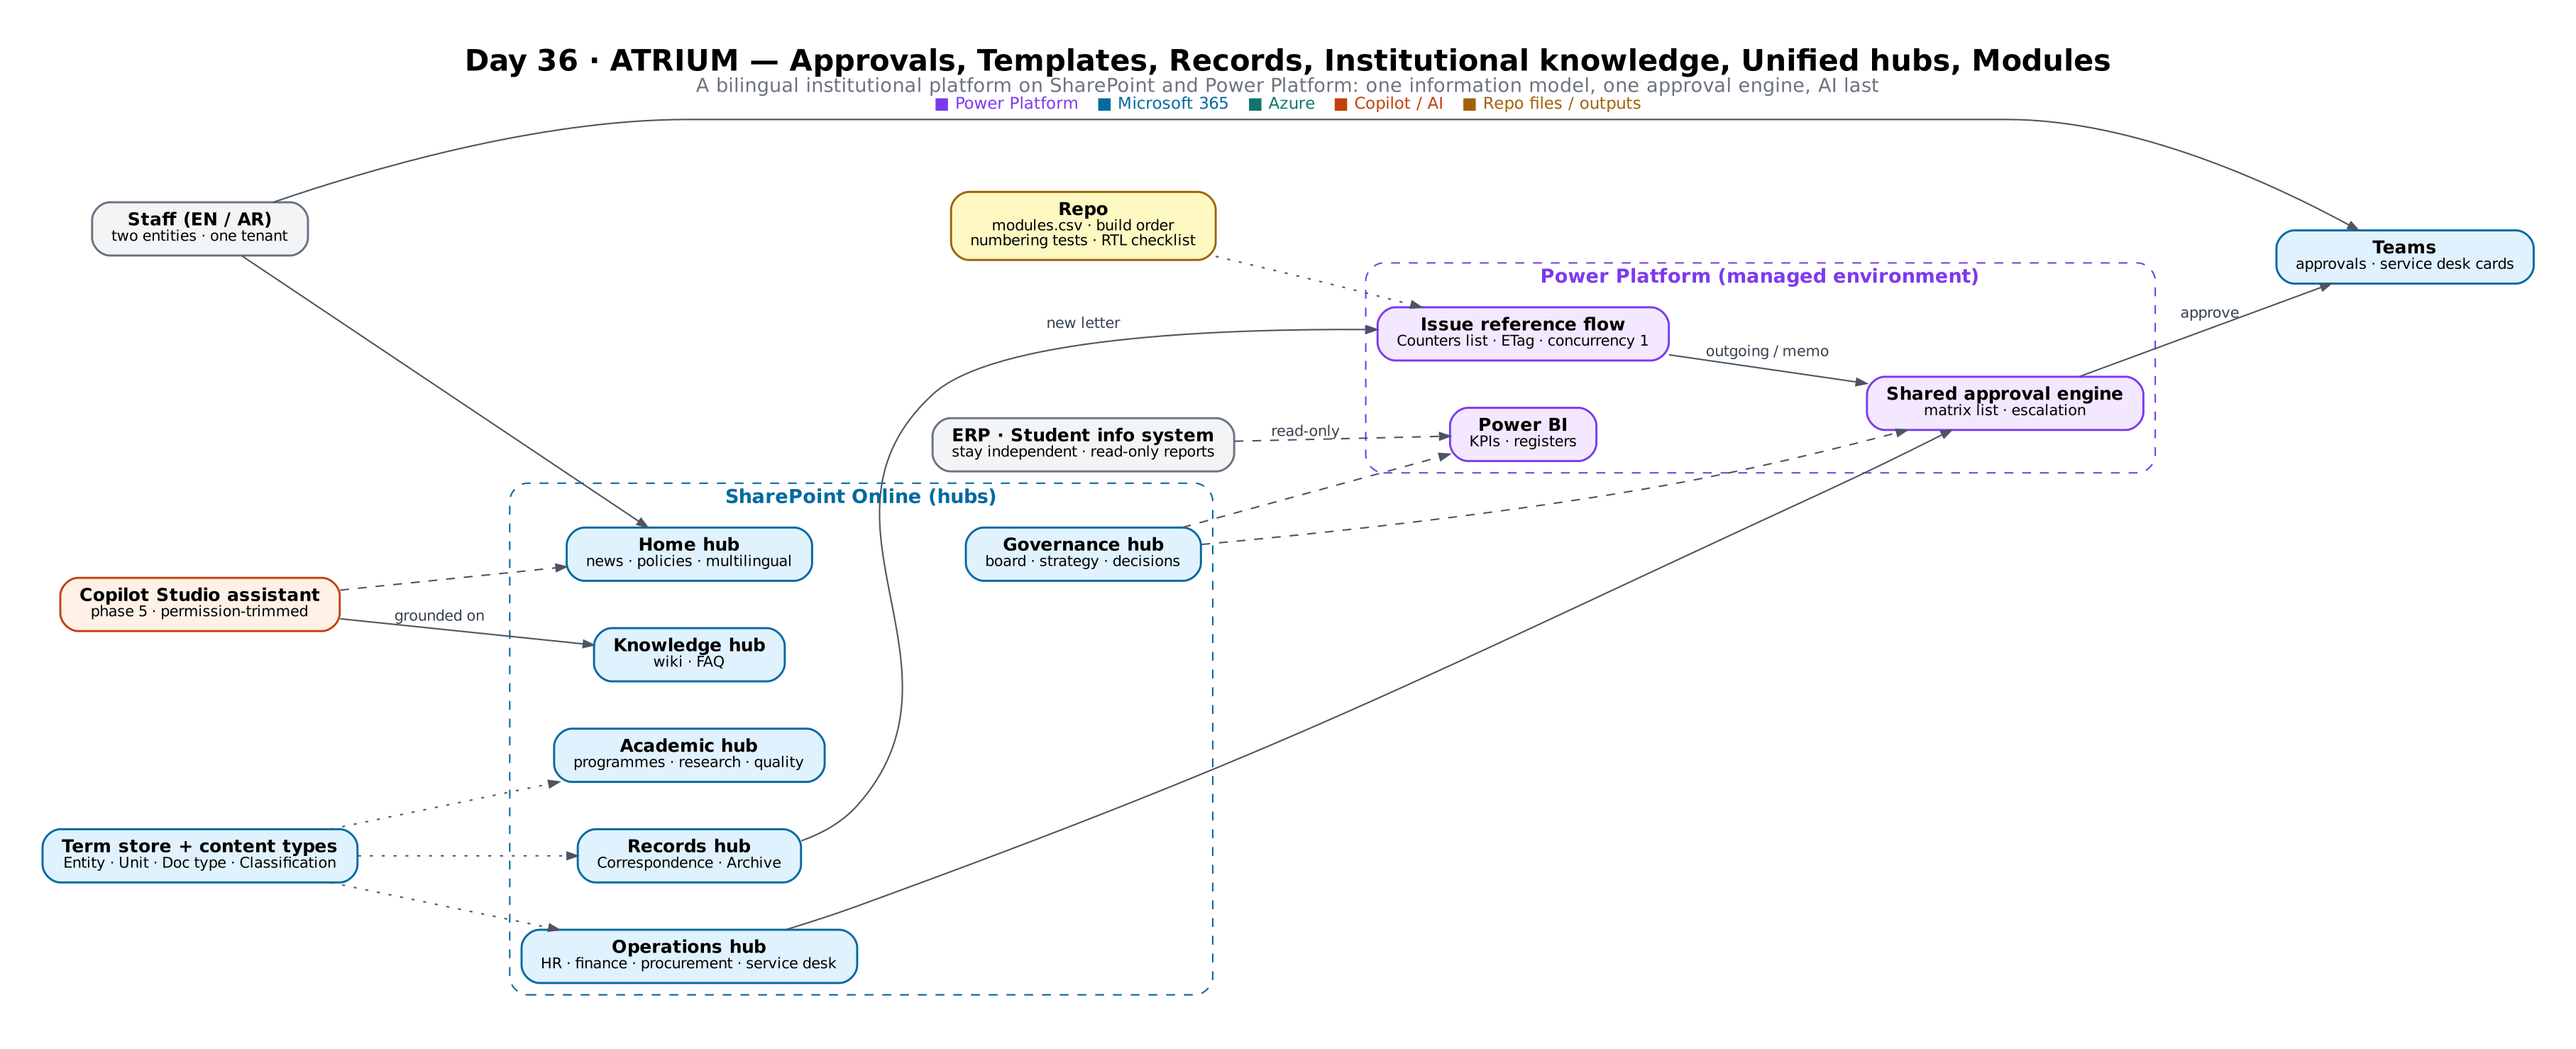 Day 36 · ATRIUM — Approvals, Templates, Records, Institutional knowledge, Unified hubs, Modules
A bilingual institutional platform on SharePoint and Power Platform: one information model, one approval engine, AI last
Power Platform
Microsoft 365
Azure
Copilot / AI
Repo files / outputs
Staff (EN / AR)
two entities · one tenant
Repo
modules.csv · build order
numbering tests · RTL checklist
Teams
approvals · service desk cards
Power Platform (managed environment)
new letter
Issue reference flow
Counters list · ETag · concurrency 1
outgoing / memo
approve
Shared approval engine
matrix list · escalation
ERP · Student info system
stay independent · read-only reports
read-only
Power BI
KPIs · registers
SharePoint Online (hubs)
Home hub
news · policies · multilingual
Governance hub
board · strategy · decisions
Copilot Studio assistant
phase 5 · permission-trimmed
grounded on
Knowledge hub
wiki · FAQ
Academic hub
programmes · research · quality
Term store + content types
Entity · Unit · Doc type · Classification
Records hub
Correspondence · Archive
Operations hub
HR · finance · procurement · service desk